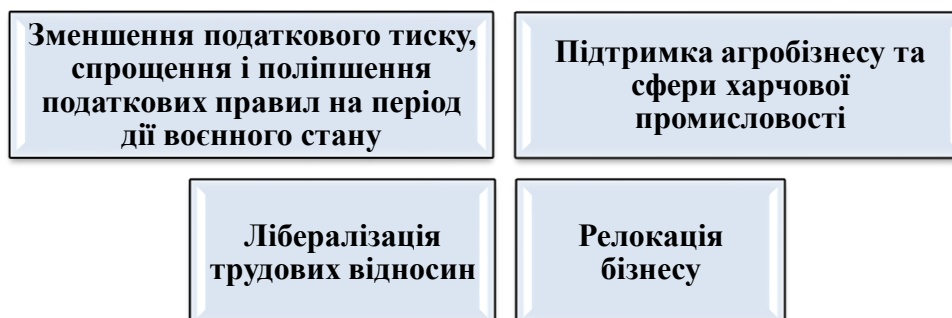 Зменшення податкового тиску,
спрощення і поліпшення
податкових правил на період
дії воєнного стану
Підтримка агробізнесу та
сфери харчової
промисловості
Лібералізація
трудових відносин
Релокація
бізнесу